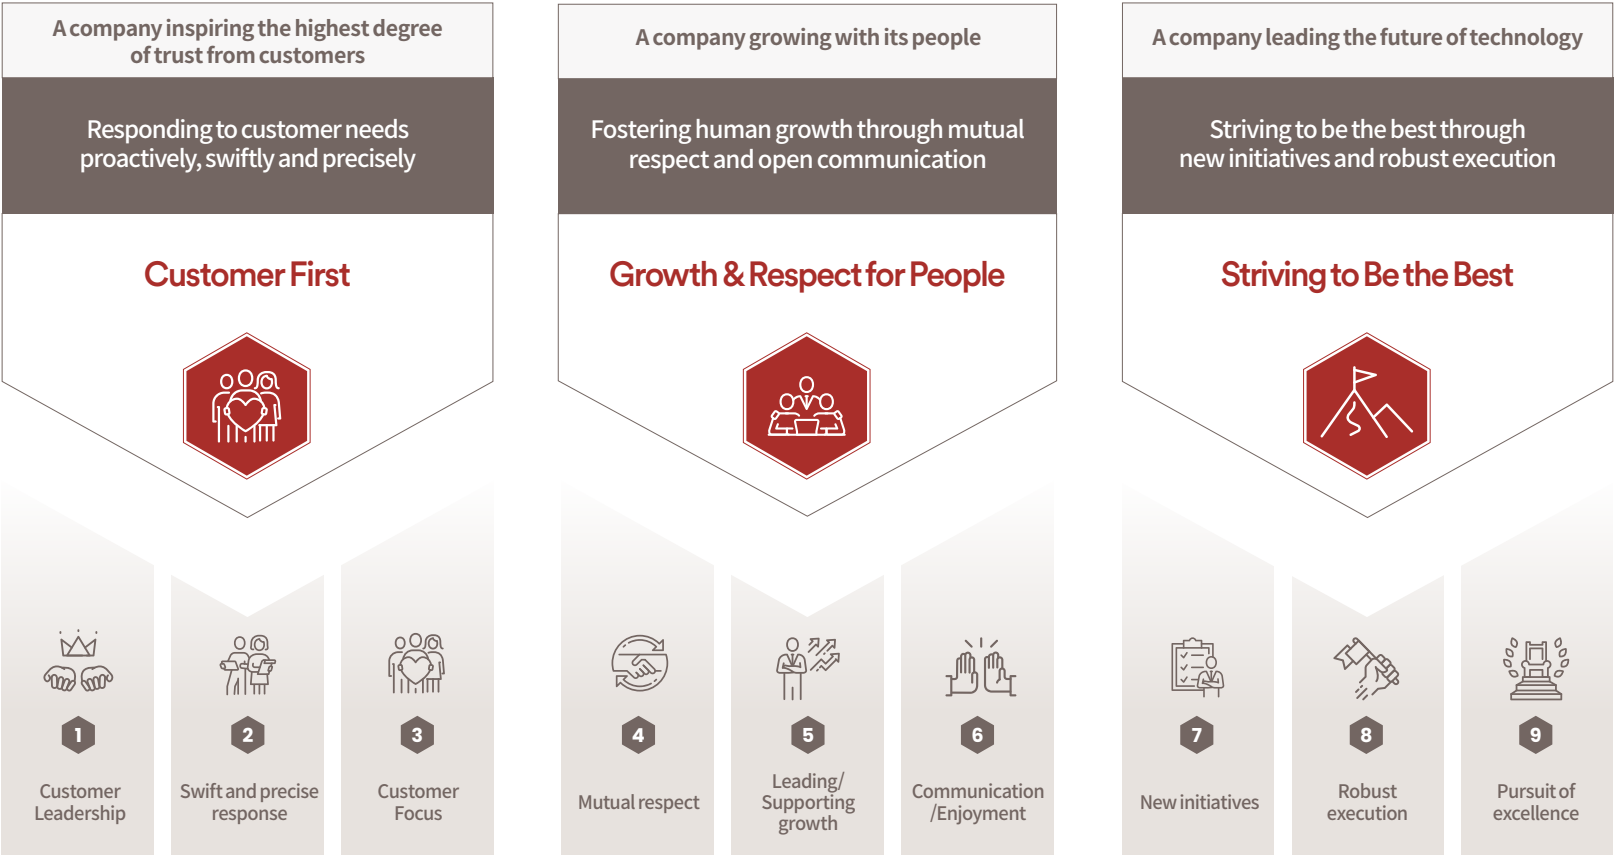 A company inspiring the highest degree
of trust from customers
Responding to customer needs
proactively, swiftly and precisely
Customer First
1
Customer
Leadership
2
Swift and precise
response
3
Customer
Focus
A company growing with its people
Fostering human growth through mutual
respect and open communication
Growth & Respect for People
4
Mutual respect
5
Leading/
Supporting
growth
6
Communication
/Enjoyment
A company leading the future of technology
Striving to be the best through
new initiatives and robust execution
Striving to Be the Best
7
New initiatives
8
Robust
execution
9
Pursuit of
excellence